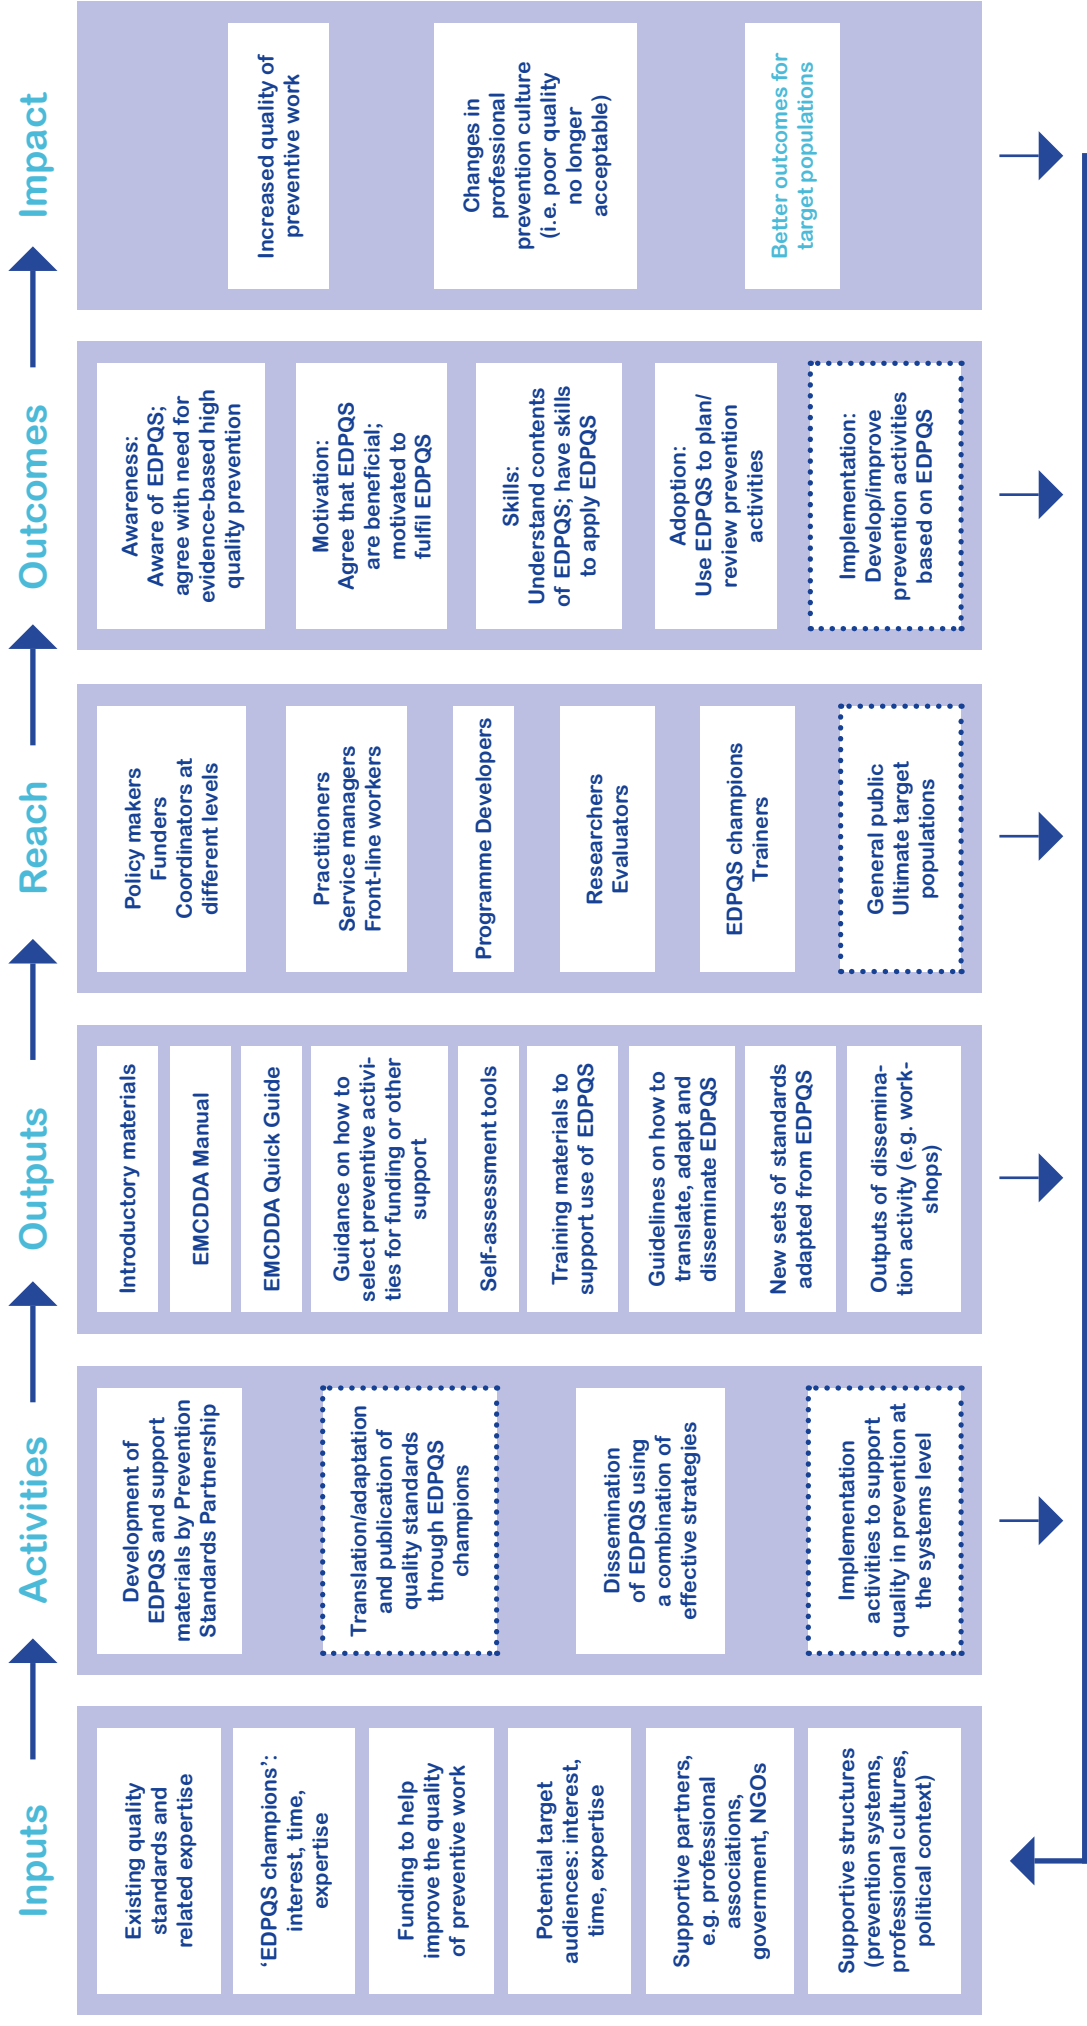 Inputs
Existing quality
standards and
related expertise
‘EDPQS champions’:
interest, time,
expertise
Funding to help
improve the quality
of preventive work
Potential target
audiences: interest,
time, expertise
Supportive partners,
e.g. professional
associations,
government, NGOs
Supportive structures
(prevention systems,
professional cultures,
political context)
Activities
Development of
EDPQS and support
materials by Prevention
Standards Partnership
Translation/adaptation
and publication of
quality standards
through EDPQS
champions
Dissemination
of EDPQS using
a combination of
effective strategies
Implementation
activities to support
quality in prevention at
the systems level
Outputs
Introductory materials
EMCDDA Manual
EMCDDA Quick Guide
Guidance on how to
select preventive activi-
ties for funding or other
support
Self-assessment tools
Training materials to
support use of EDPQS
Guidelines on how to
translate, adapt and
disseminate EDPQS
New sets of standards
adapted from EDPQS
Outputs of dissemina-
tion activity (e.g. work-
shops)
Reach
Policy makers
Funders
Coordinators at
different levels
Practitioners
Service managers
Front-line workers
Programme Developers
Researchers
Evaluators
EDPQS champions
Trainers
General public
Ultimate target
populations
Outcomes
Awareness:
Aware of EDPQS;
agree with need for
evidence-based high
quality prevention
Motivation:
Agree that EDPQS
are beneficial;
motivated to
fulfil EDPQS
Skills:
Understand contents
of EDPQS; have skills
to apply EDPQS
Adoption:
Use EDPQS to plan/
review prevention
activities
Implementation:
Develop/improve
prevention activities
based on EDPQS
Impact
Increased quality of
preventive work
Changes in
professional
prevention culture
(i.e. poor quality
no longer
acceptable)
Better outcomes for
target populations